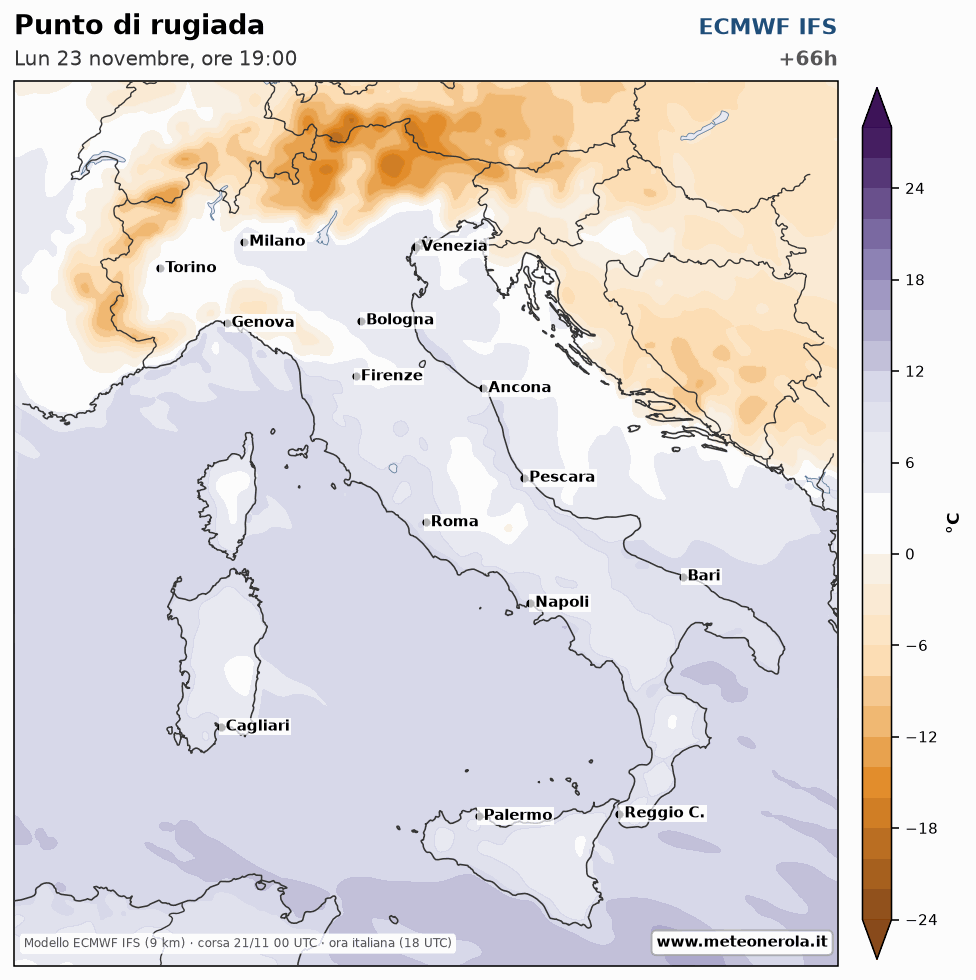 Punto di rugiada
ECMWF IFS
Lun 23 novembre, ore 19:00
+66h
Milano
Venezia
Torino
Genova
Bologna
Firenze
Ancona
Pescara
Roma
Bari
Napoli
Cagliari
Palermo
Reggio C.
24
18
12
6
0
−6
−12
−18
−24
°C
Modello ECMWF IFS (9 km) · corsa 21/11 00 UTC · ora italiana (18 UTC)
www.meteonerola.it